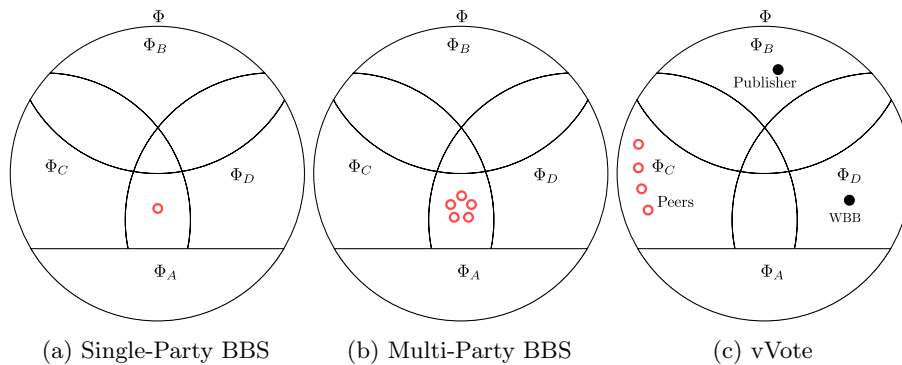 Φ Φ Φ
Φ_B Φ_B Φ_B
Publisher
Φ_C Φ_D Φ_C Φ_D Φ_C Φ_D
Peers
WBB
Φ_A Φ_A Φ_A
(a) Single-Party BBS (b) Multi-Party BBS (c) vVote